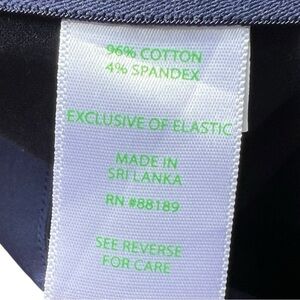 96% COTTON
4% SPANDEX
EXCLUSIVE OF ELASTIC
MADE IN
SRI LANKA
RN #88189
SEE REVERSE
FOR CARE